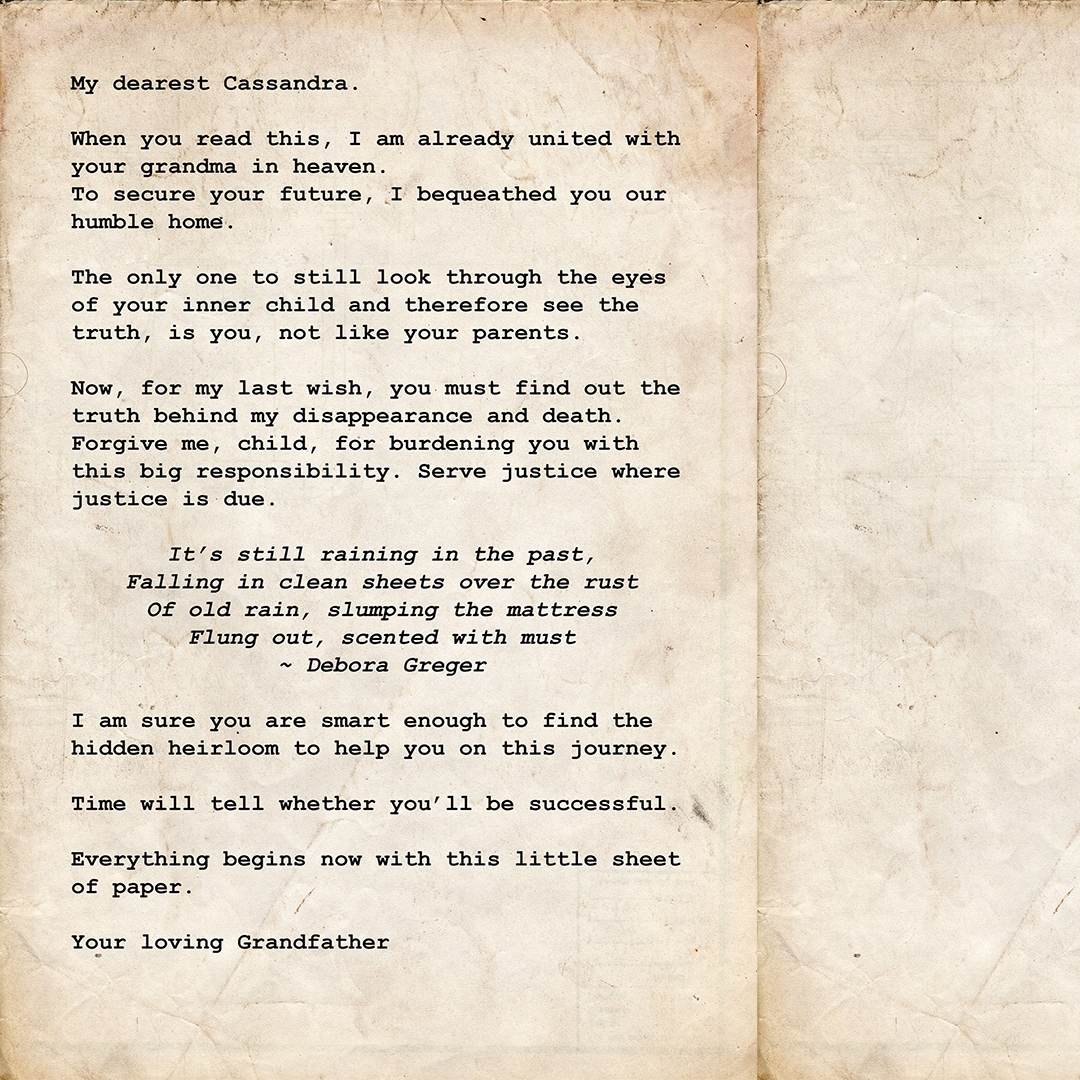 My dearest Cassandra.
When you read this, I am already united with
your grandma in heaven.
To secure your future, I bequeathed you our
humble home.
The only one to still look through the eyes
of your inner child and therefore see the
truth, is you, not like your parents.
Now, for my last wish, you must find out the
truth behind my disappearance and death.
Forgive me, child, for burdening you with
this big responsibility. Serve justice where
justice is due.
It’s still raining in the past,
Falling in clean sheets over the rust
Of old rain, slumping the mattress
Flung out, scented with must
~ Debora Greger
I am sure you are smart enough to find the
hidden heirloom to help you on this journey.
Time will tell whether you’ll be successful.
Everything begins now with this little sheet
of paper.
Your loving Grandfather